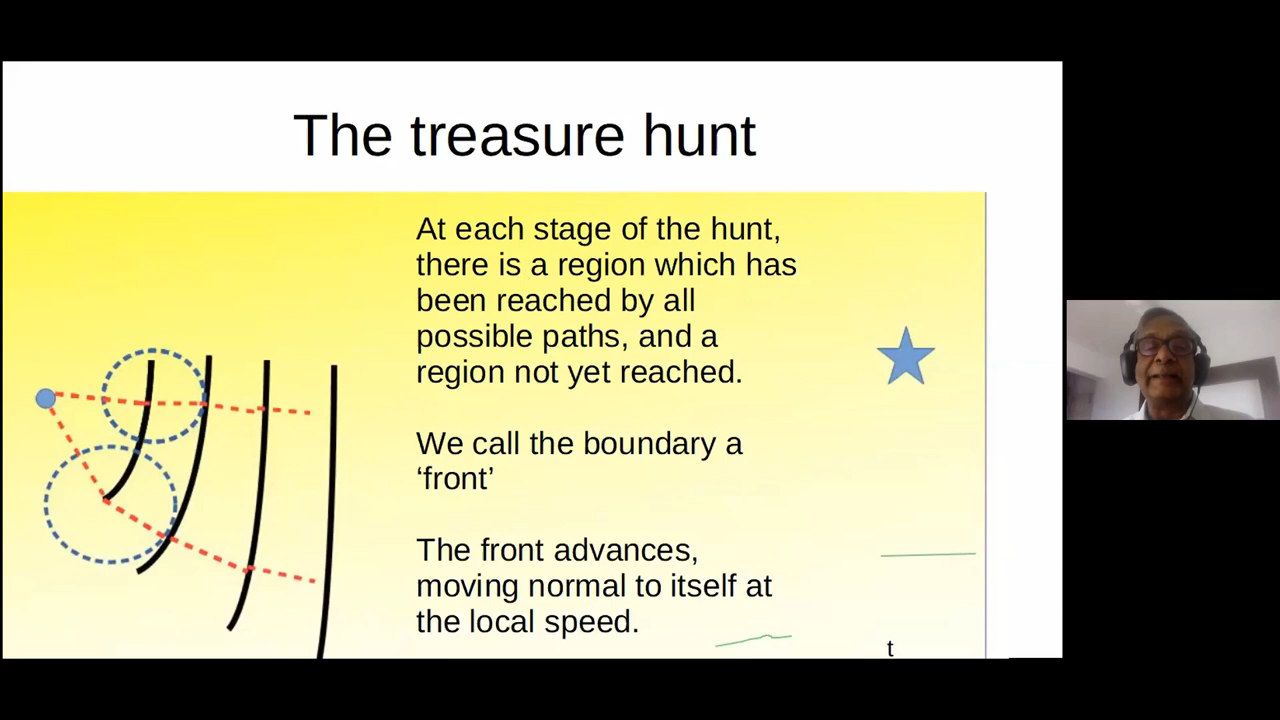 The treasure hunt
At each stage of the hunt,
there is a region which has
been reached by all
possible paths, and a
region not yet reached.
We call the boundary a
‘front’
The front advances,
moving normal to itself at
the local speed.
t